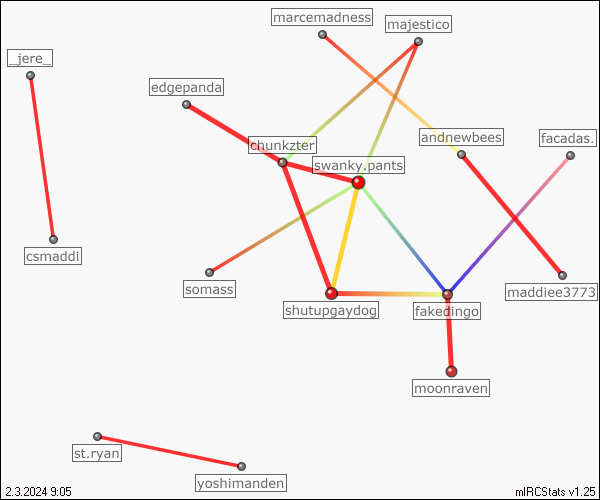 marcemadness
majestico
_jere_
edgepanda
andnewbees
facadas.
chunkzter
swanky.pants
csmaddi
somass
maddiee3773
shutupgaydog
fakedingo
moonraven
st.ryan
yoshimanden
2.3.2024 9:05
mIRCStats v1.25